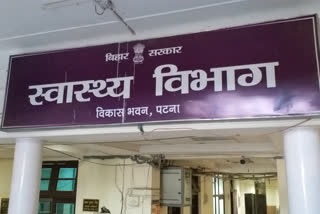 बिहार सरकार
स्वास्थ्य विभाग
विकास भवन, पटना